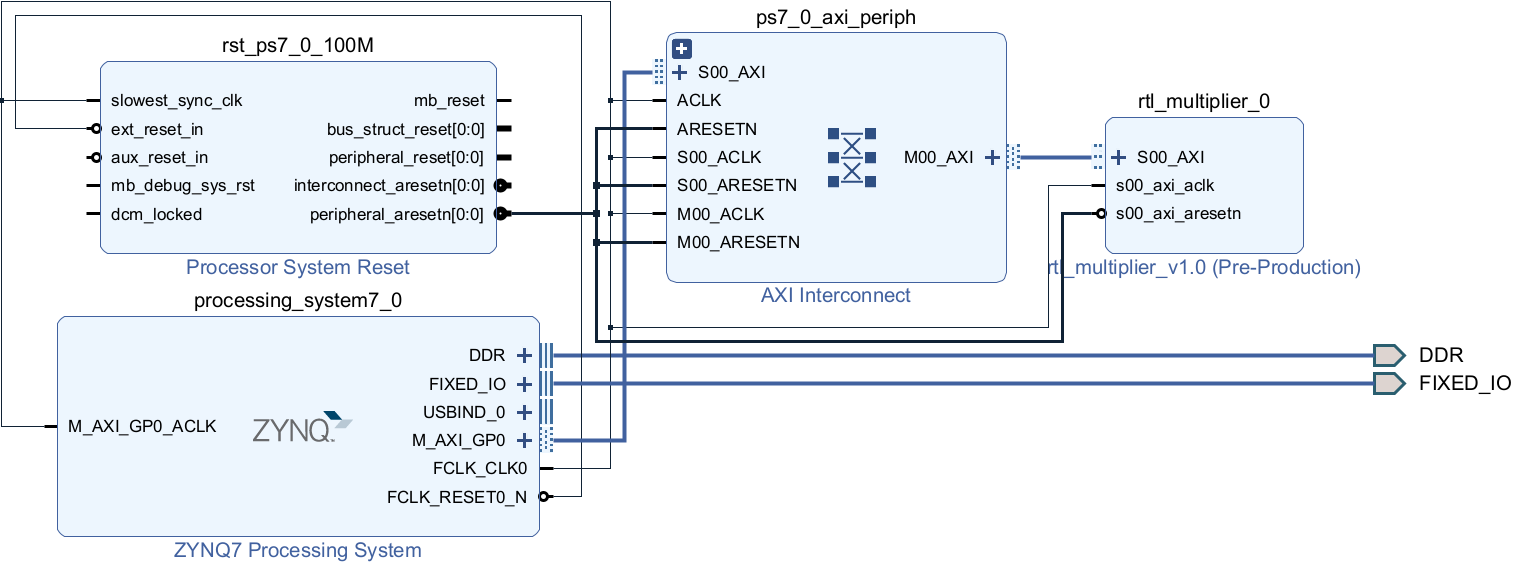 rst_ps7_0_100M
slowest_sync_clk
ext_reset_in
aux_reset_in
mb_debug_sys_rst
dcm_locked
mb_reset
bus_struct_reset[0:0]
peripheral_reset[0:0]
interconnect_aresetn[0:0]
peripheral_aresetn[0:0]
Processor System Reset
ps7_0_axi_periph
S00_AXI
ACLK
ARESETN
S00_ACLK
S00_ARESETN
M00_ACLK
M00_ARESETN
M00_AXI
AXI Interconnect
rtl_multiplier_0
S00_AXI
s00_axi_aclk
s00_axi_aresetn
rtl_multiplier_v1.0 (Pre-Production)
processing_system7_0
M_AXI_GP0_ACLK
ZYNQ
DDR
FIXED_IO
USBIND_0
M_AXI_GP0
FCLK_CLK0
FCLK_RESET0_N
ZYNQ7 Processing System
DDR
FIXED_IO